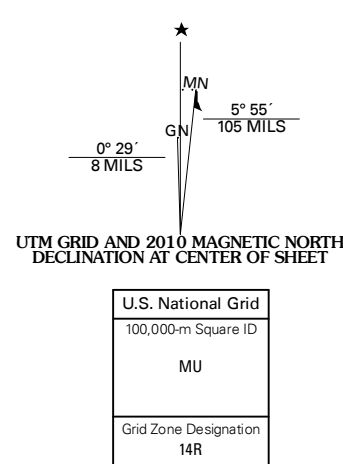 ★
MN
GN
5° 55´
105 MILS
0° 29´
8 MILS
UTM GRID AND 2010 MAGNETIC NORTH
DECLINATION AT CENTER OF SHEET
U.S. National Grid
100,000-m Square ID
MU
Grid Zone Designation
14R